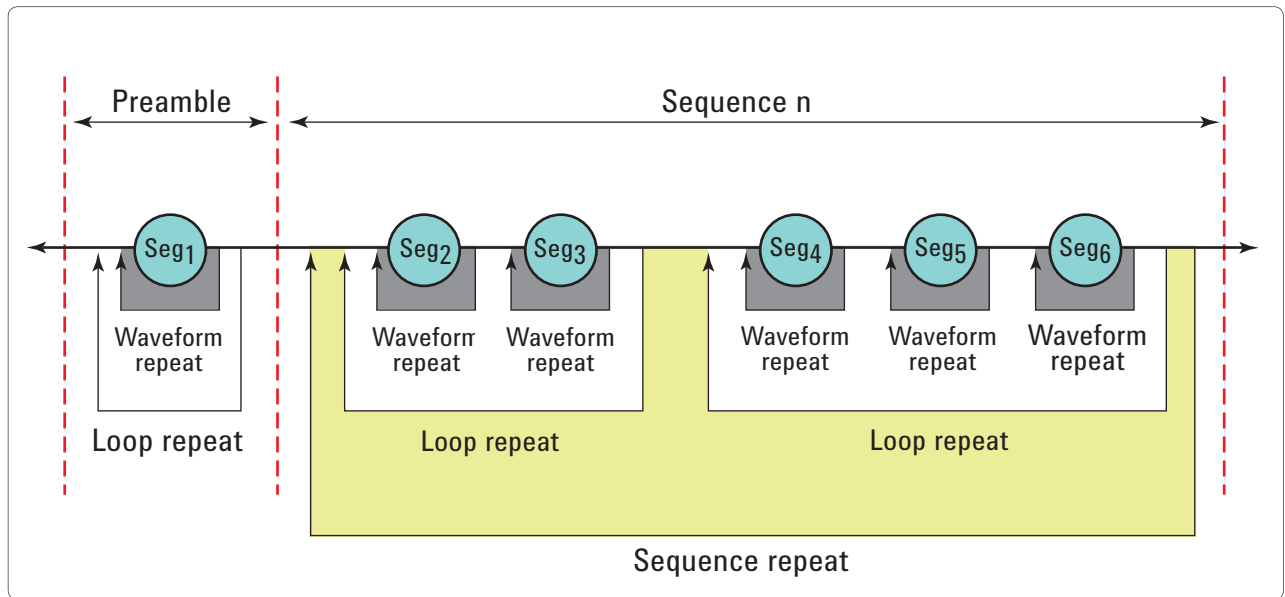 Preamble
Sequence n
Seg1
Seg2
Seg3
Seg4
Seg5
Seg6
Waveform
repeat
Waveform
repeat
Waveform
repeat
Waveform
repeat
Waveform
repeat
Waveform
repeat
Loop repeat
Loop repeat
Loop repeat
Sequence repeat